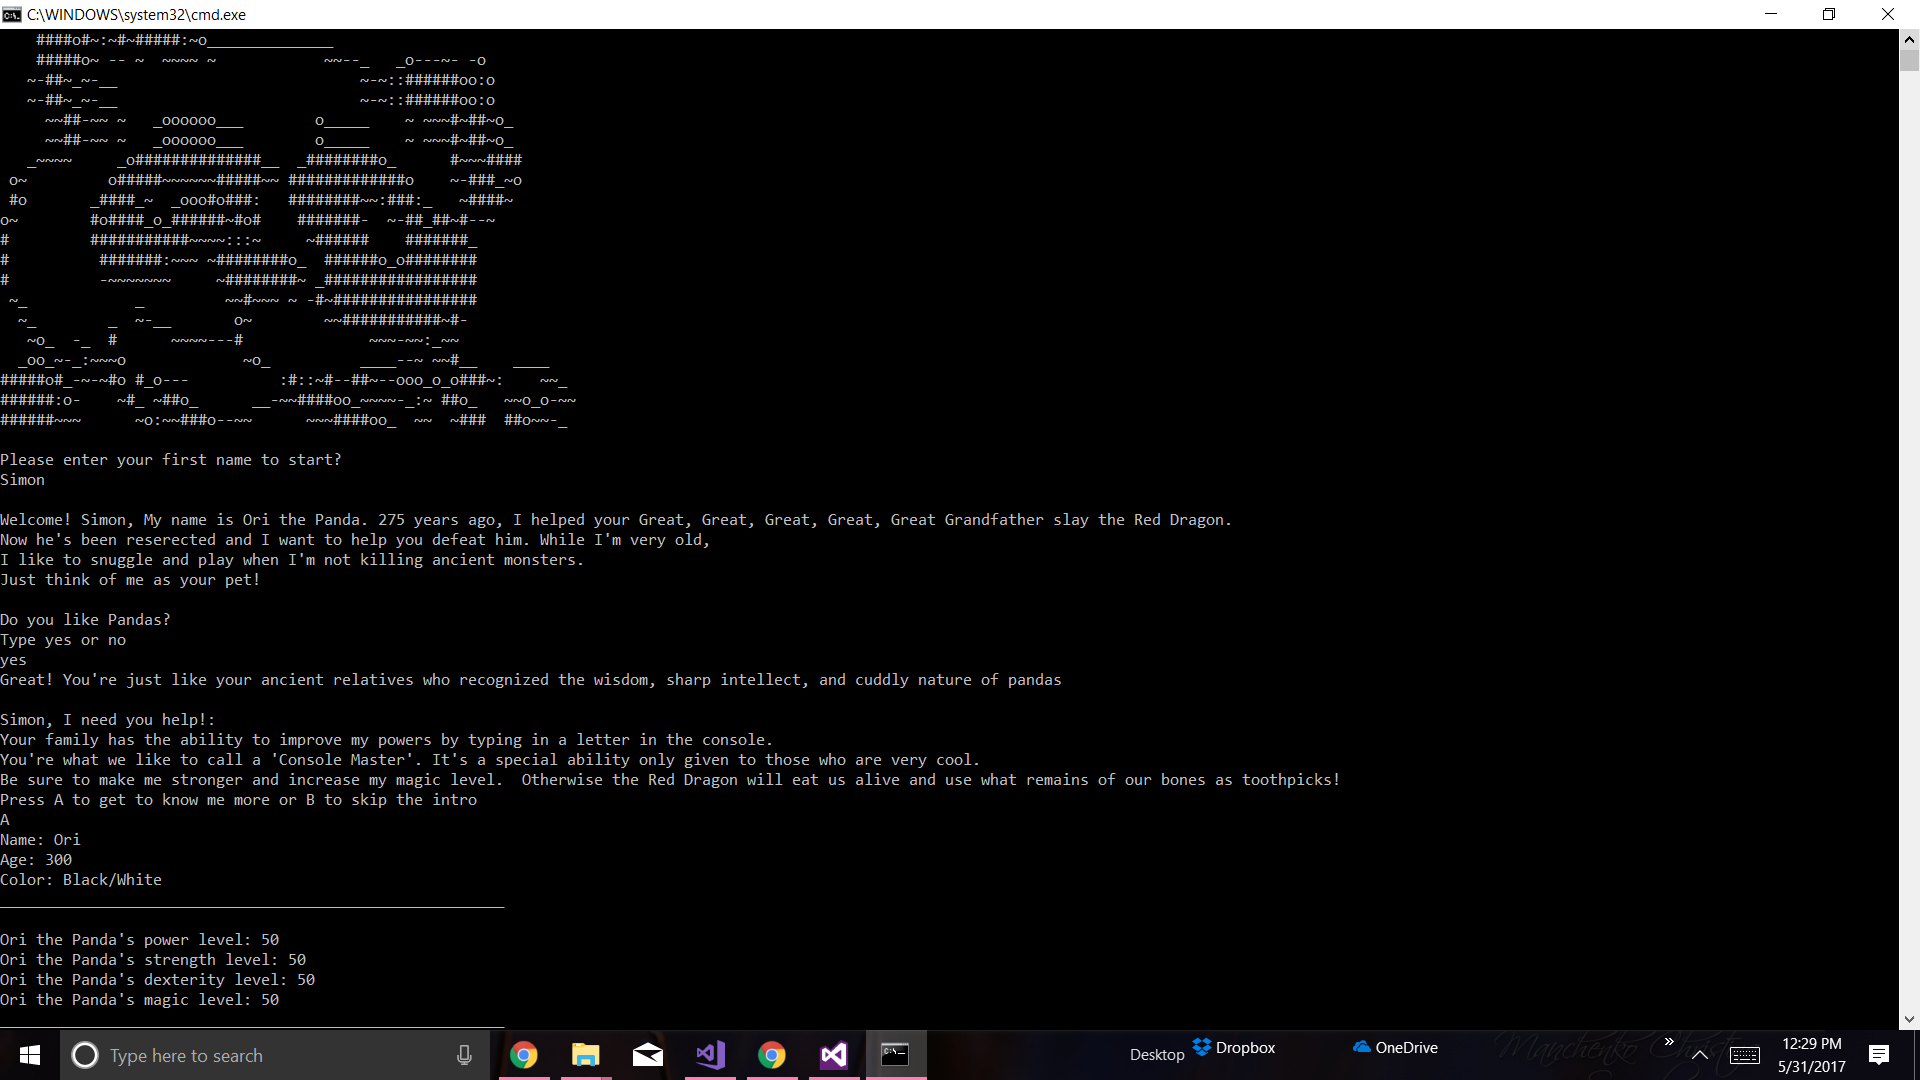 C:\WINDOWS\system32\cmd.exe
Please enter your first name to start?
Simon
Welcome! Simon, My name is Ori the Panda. 275 years ago, I helped your Great, Great, Great, Great, Great Grandfather slay the Red Dragon.
Now he's been reserected and I want to help you defeat him. While I'm very old,
I like to snuggle and play when I'm not killing ancient monsters.
Just think of me as your pet!
Do you like Pandas?
Type yes or no
yes
Great! You're just like your ancient relatives who recognized the wisdom, sharp intellect, and cuddly nature of pandas
Simon, I need you help!:
Your family has the ability to improve my powers by typing in a letter in the console.
You're what we like to call a 'Console Master'. It's a special ability only given to those who are very cool.
Be sure to make me stronger and increase my magic level.  Otherwise the Red Dragon will eat us alive and use what remains of our bones as toothpicks!
Press A to get to know me more or B to skip the intro
A
Name: Ori
Age: 300
Color: Black/White
Ori the Panda's power level: 50
Ori the Panda's strength level: 50
Ori the Panda's dexterity level: 50
Ori the Panda's magic level: 50
Type here to search
Desktop
Dropbox
OneDrive
Manchenko
12:29 PM
5/31/2017